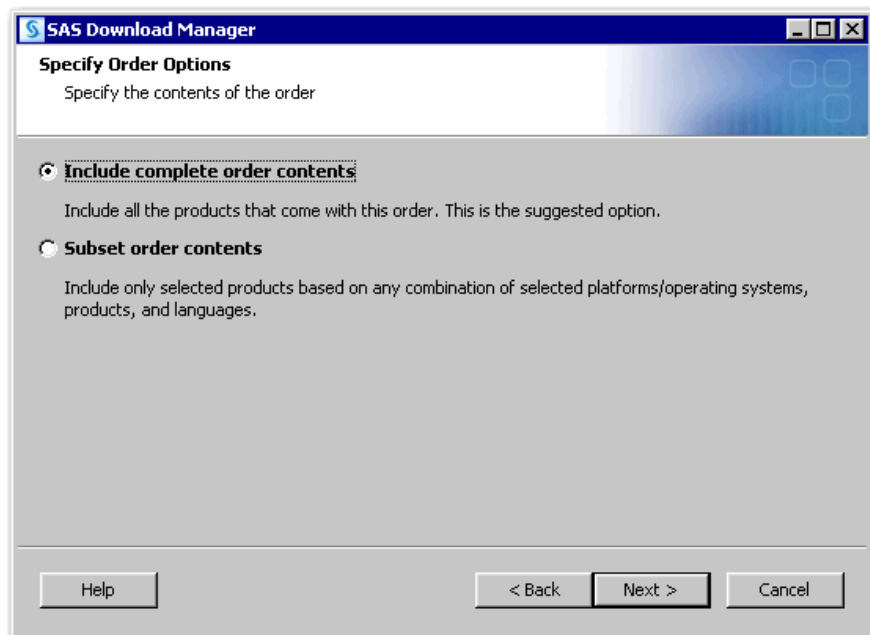 SAS Download Manager
Specify Order Options
Specify the contents of the order
Include complete order contents
Include all the products that come with this order. This is the suggested option.
Subset order contents
Include only selected products based on any combination of selected platforms/operating systems,
products, and languages.
Help
< Back
Next >
Cancel